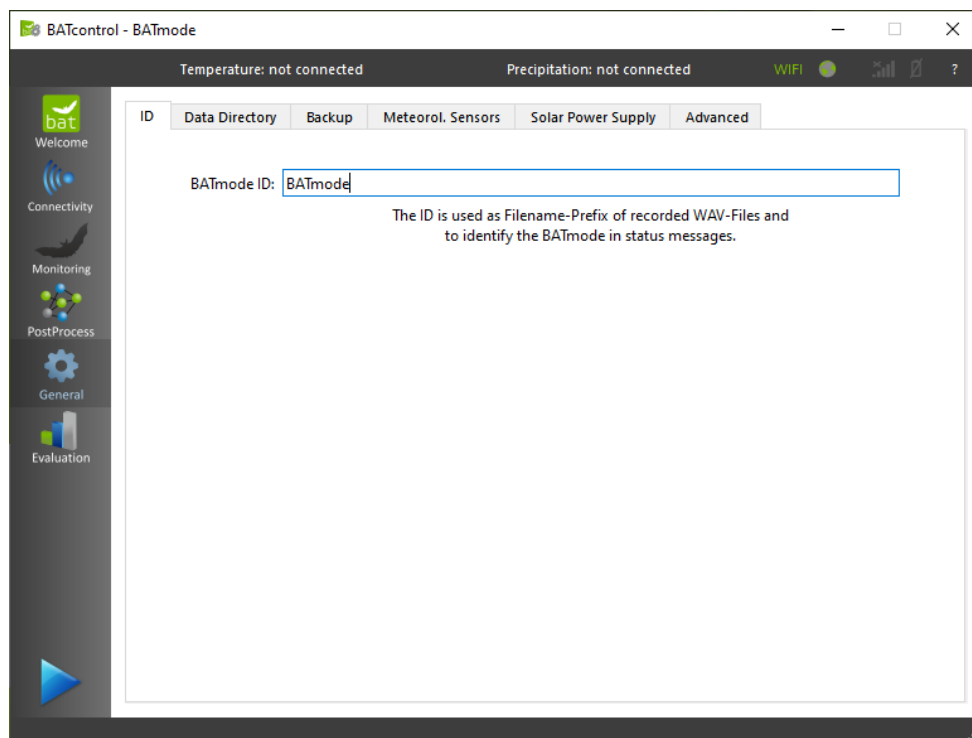 BATcontrol - BATmode
Temperature: not connected Precipitation: not connected WIFI ?
bat
Welcome
Connectivity
Monitoring
PostProcess
General
Evaluation
ID Data Directory Backup Meteorol. Sensors Solar Power Supply Advanced
BATmode ID: BATmode
The ID is used as Filename-Prefix of recorded WAV-Files and
to identify the BATmode in status messages.